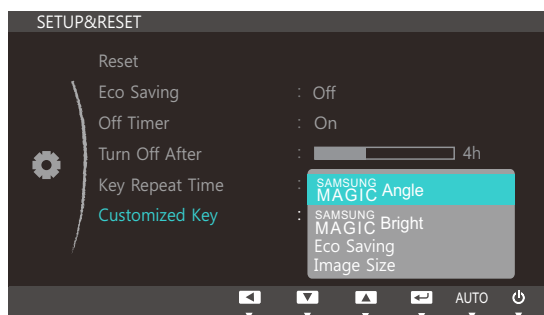 SETUP&RESET
Reset
Eco Saving : Off
Off Timer : On
Turn Off After : 4h
Key Repeat Time :
Customized Key :
SAMSUNG MAGIC Angle
SAMSUNG MAGIC Bright
Eco Saving
Image Size
AUTO